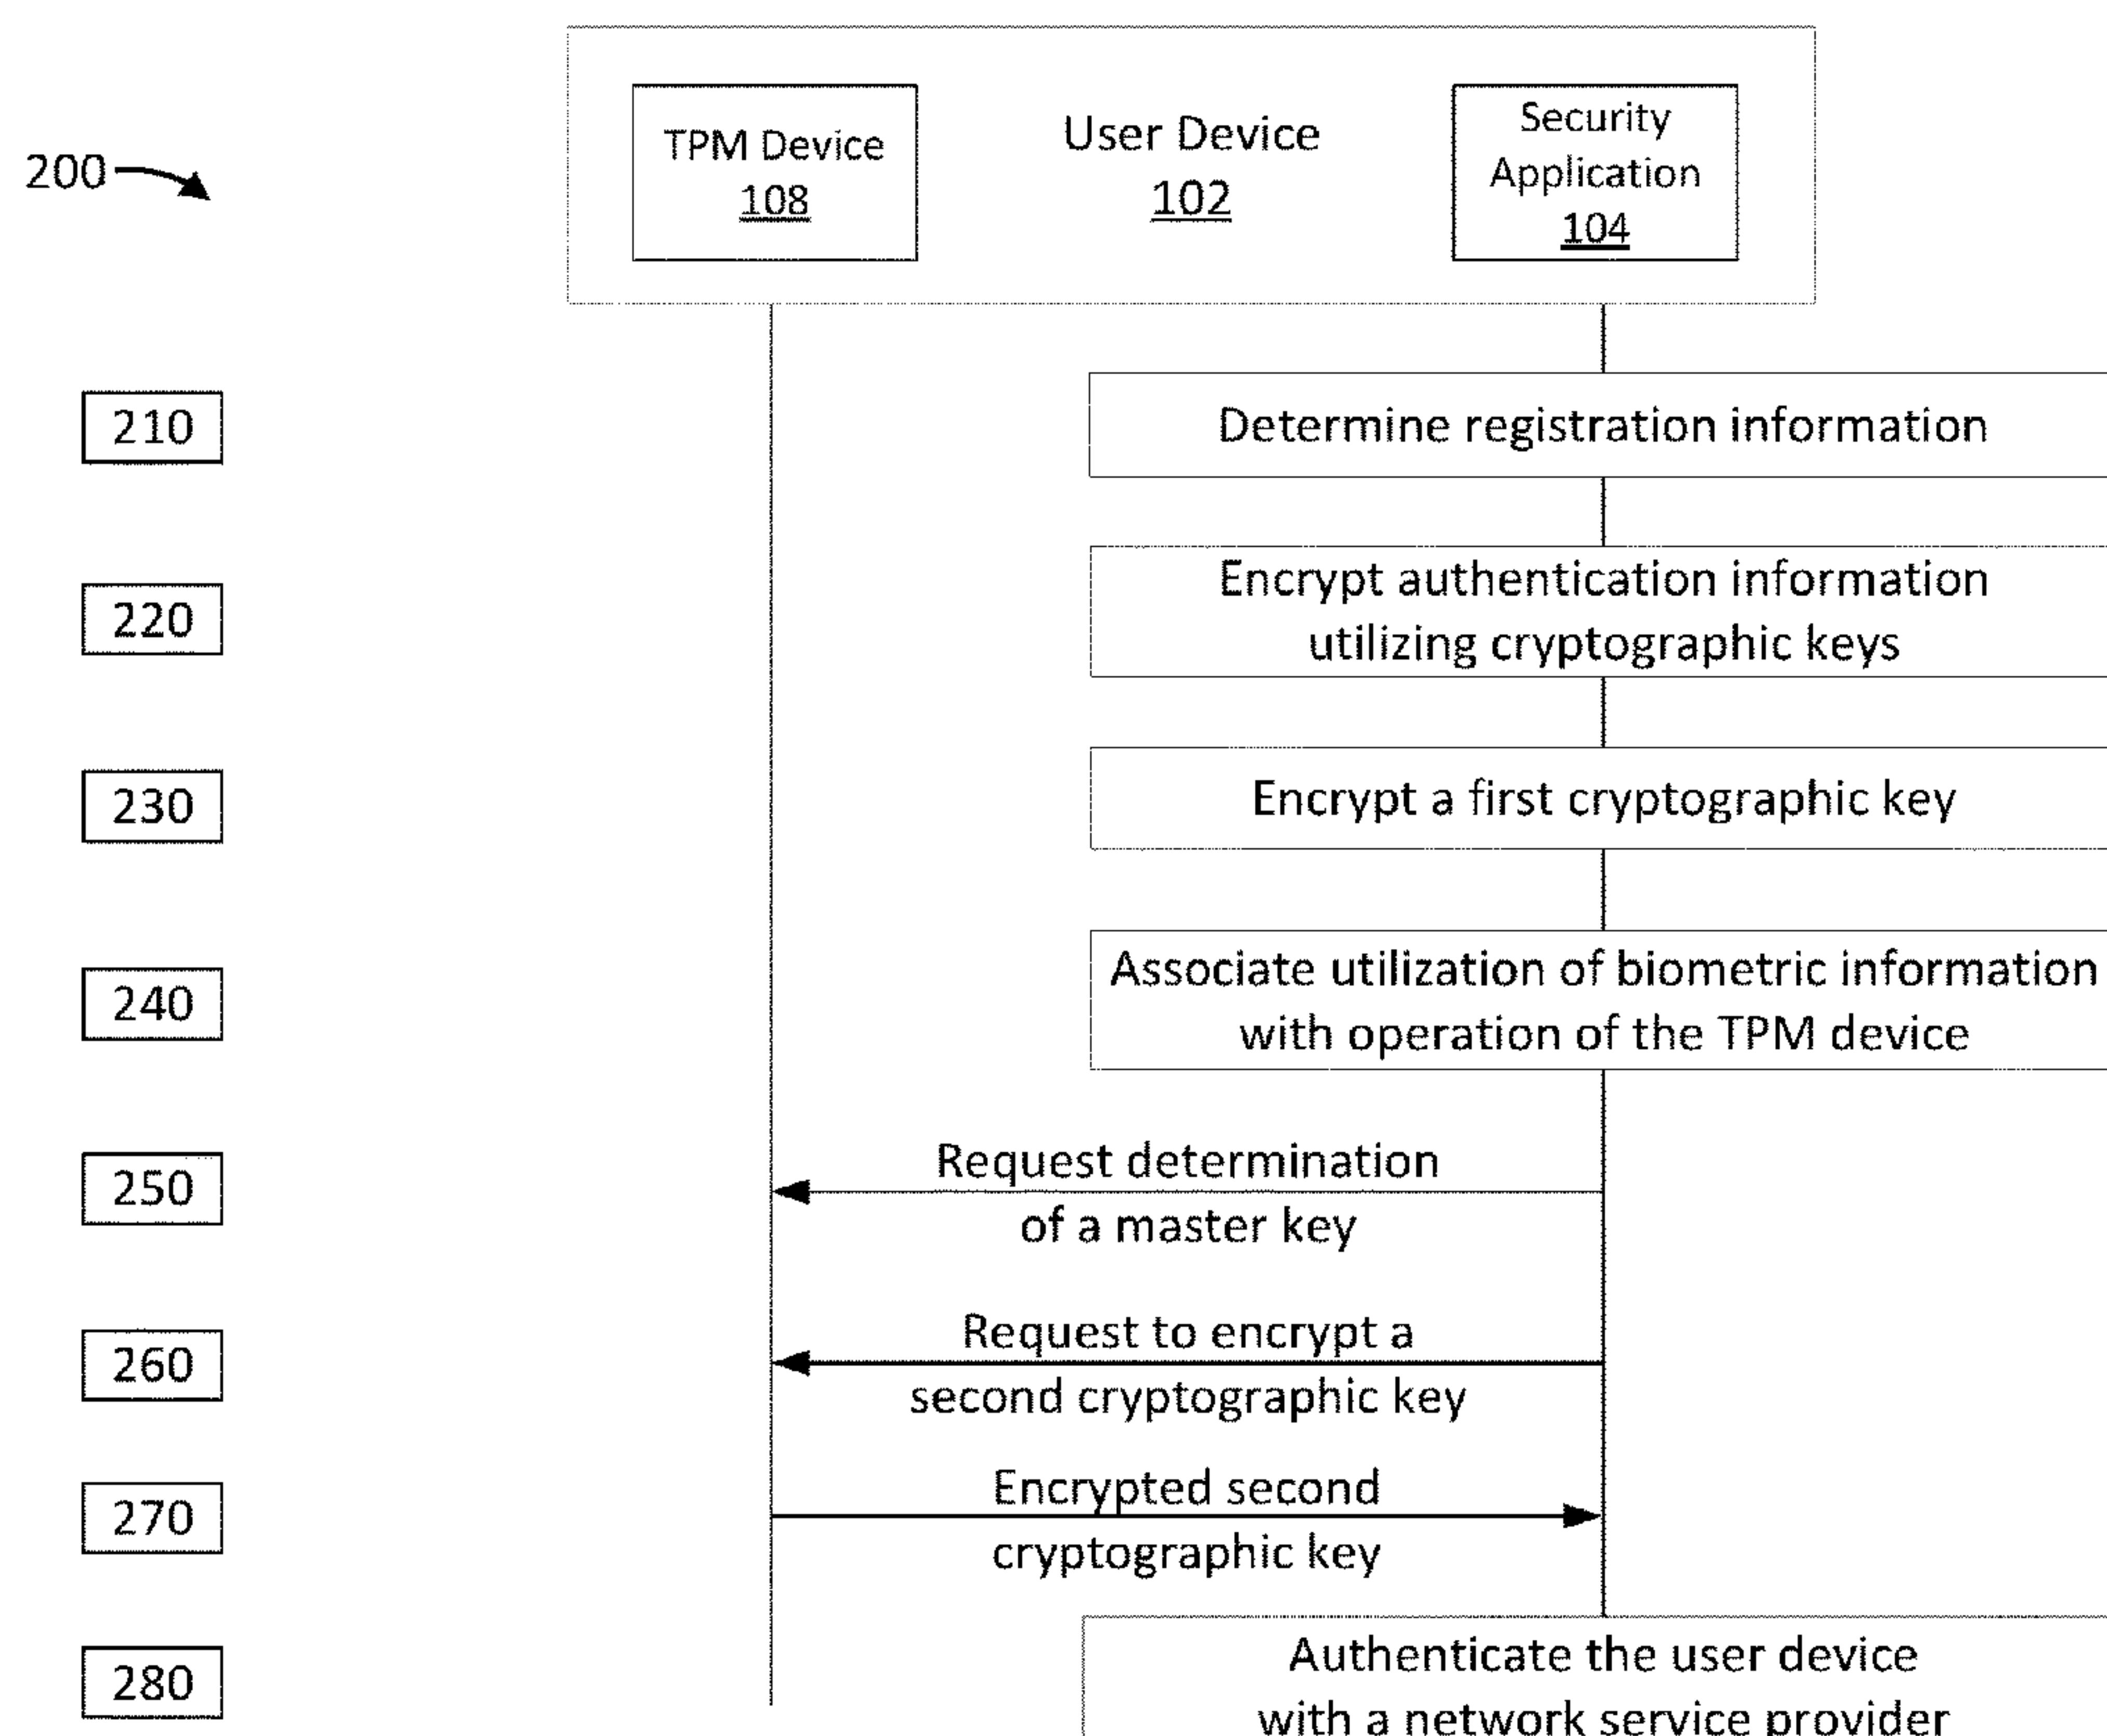 200
TPM Device
108
User Device
102
Security
Application
104
210
Determine registration information
220
Encrypt authentication information
utilizing cryptographic keys
230
Encrypt a first cryptographic key
240
Associate utilization of biometric information
with operation of the TPM device
250
Request determination
of a master key
260
Request to encrypt a
second cryptographic key
270
Encrypted second
cryptographic key
280
Authenticate the user device
with a network service provider